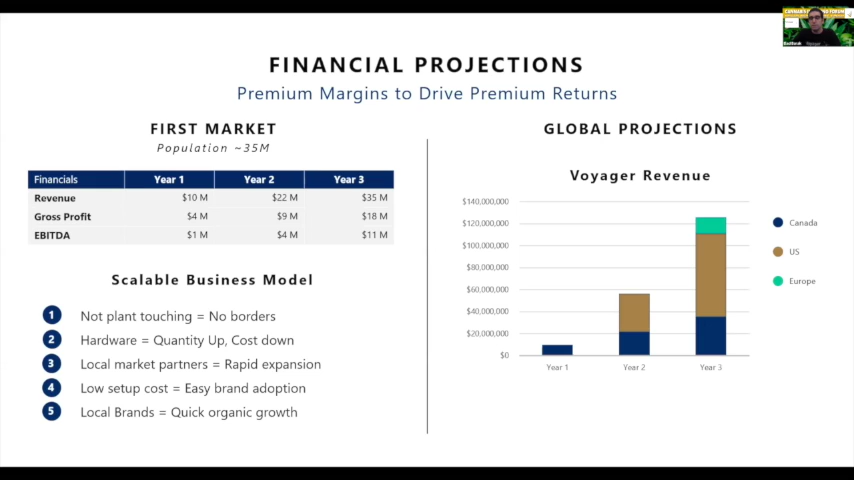 FINANCIAL PROJECTIONS
Premium Margins to Drive Premium Returns
FIRST MARKET
Population ~35M
Financials Year 1 Year 2 Year 3
Revenue $10 M $22 M $35 M
Gross Profit $4 M $9 M $18 M
EBITDA $1 M $4 M $11 M
Scalable Business Model
1 Not plant touching = No borders
2 Hardware = Quantity Up, Cost down
3 Local market partners = Rapid expansion
4 Low setup cost = Easy brand adoption
5 Local Brands = Quick organic growth
GLOBAL PROJECTIONS
Voyager Revenue
$140,000,000
$120,000,000
$100,000,000
$80,000,000
$60,000,000
$40,000,000
$20,000,000
$0
Year 1 Year 2 Year 3
Canada
US
Europe